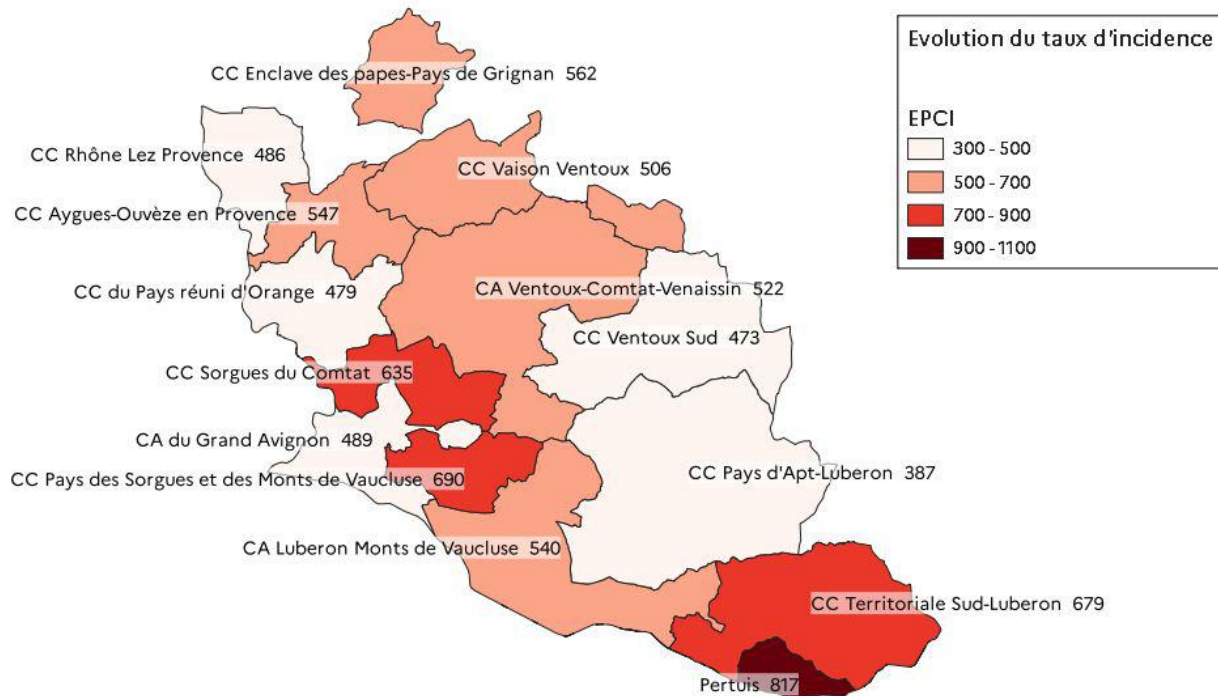 Evolution du taux d'incidence
EPCI
300 - 500
500 - 700
700 - 900
900 - 1100
CC Enclave des papes-Pays de Grignan 562
CC Rhône Lez Provence 486
CC Vaison Ventoux 506
CC Aygues-Ouvèze en Provence 547
CC du Pays réuni d'Orange 479
CA Ventoux-Comtat-Venaissin 522
CC Ventoux Sud 473
CC Sorgues du Comtat 635
CA du Grand Avignon 489
CC Pays des Sorgues et des Monts de Vaucluse 690
CC Pays d'Apt-Luberon 387
CA Luberon Monts de Vaucluse 540
CC Territoriale Sud-Luberon 679
Pertuis 817